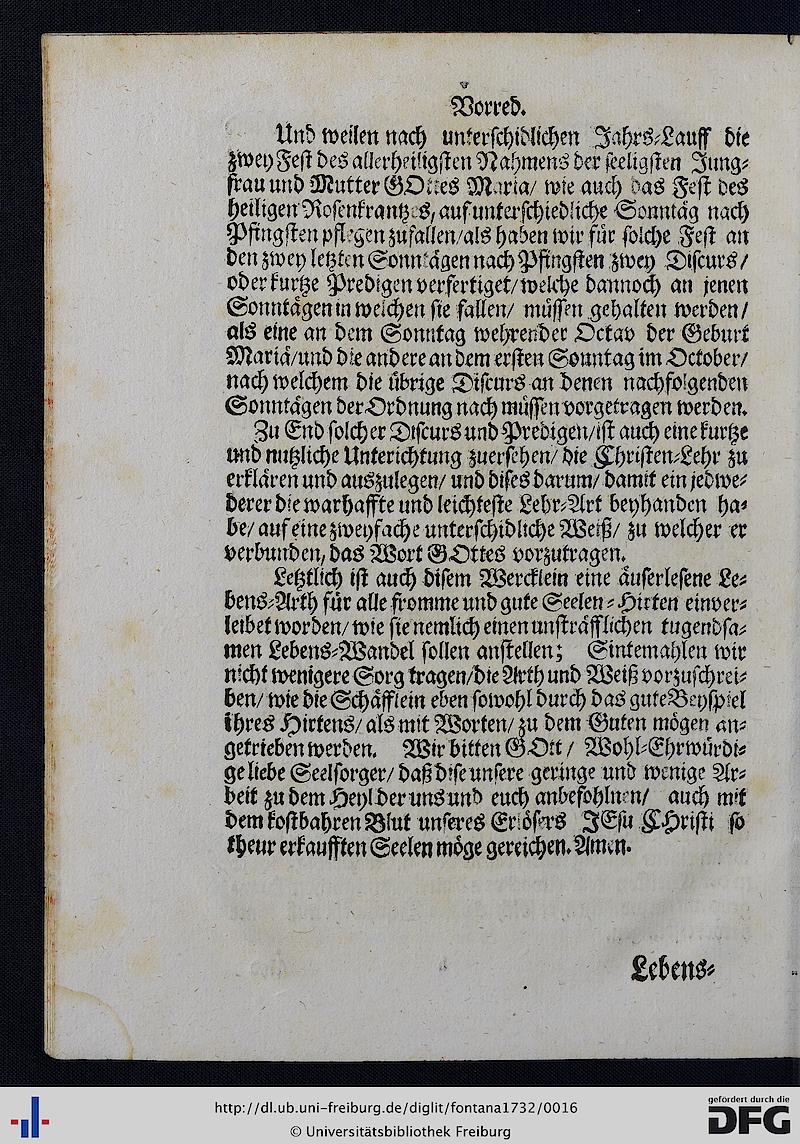 Vorred.
Und weilen nach unterschidlichen Jahrs-Lauff die
zwey Fest des allerheiligsten Nahmens der seeligsten Jung-
frau und Mutter GOttes Maria/ wie auch das Fest des
heiligen Rosenkrantzes, auf unterschiedliche Sonntäg nach
Pfingsten pflegen zufallen/als haben wir für solche Fest an
den zwey letzten Sonntägen nach Pfingsten zwey Discurs/
oder kurtze Predigen verfertiget/welche dannoch an jenen
Sonntägen in welchen sie fallen/ müssen gehalten werden/
als eine an dem Sonntag wehrender Octav der Geburt
Mariä/und die andere an dem ersten Sonntag im October/
nach welchem die übrige Discurs an denen nachfolgenden
Sonntägen der Ordnung nach müssen vorgetragen werden.
Zu End solcher Discurs und Predigen/ist auch eine kurtze
und nutzliche Unterichtung zuersehen/ die Christen-Lehr zu
erklären und auszulegen/ und dises darum/ damit ein jedwe-
derer die warhaffte und leichteste Lehr-Art beyhanden ha-
be/ auf eine zweyfache unterschidliche Weiß/ zu welcher er
verbunden, das Wort GOttes vorzutragen.
Letztlich ist auch disem Wercklein eine äuserlesene Le-
bens-Arth für alle fromme und gute Seelen-Hirten einver-
leibet worden/ wie sie nemlich einen unsträfflichen tugendsa-
men Lebens-Wandel sollen anstellen; Sintemahlen wir
nicht wenigere Sorg tragen/die Arth und Weiß vorzuschrei-
ben/ wie die Schäfflein eben sowohl durch das gute Beyspiel
ihres Hirtens/ als mit Worten/ zu dem Guten mögen an-
getrieben werden. Wir bitten GOtt/ Wohl-Ehrwürdi-
ge liebe Seelsorger/ daß dise unsere geringe und wenige Ar-
beit zu dem Heyl der uns und euch anbefohlnen/ auch mit
dem kostbahren Blut unseres Erlösers JEsu CHristi so
theur erkaufften Seelen möge gereichen. Amen.
Lebens-
http://dl.ub.uni-freiburg.de/diglit/fontana1732/0016
© Universitätsbibliothek Freiburg
gefördert durch die
DFG